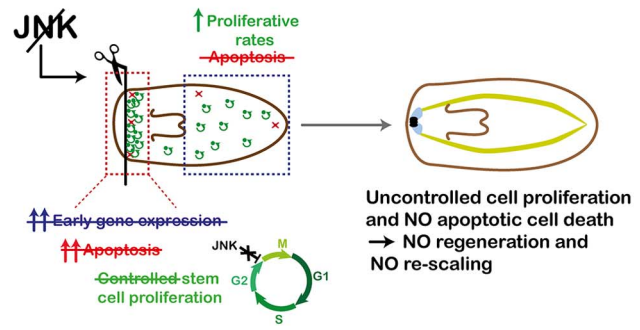 JNK
Proliferative
rates
Apoptosis
Early gene expression
Apoptosis
Controlled stem
cell proliferation
JNK
M
G1
S
G2
Uncontrolled cell proliferation
and NO apoptotic cell death
→ NO regeneration and
NO re-scaling